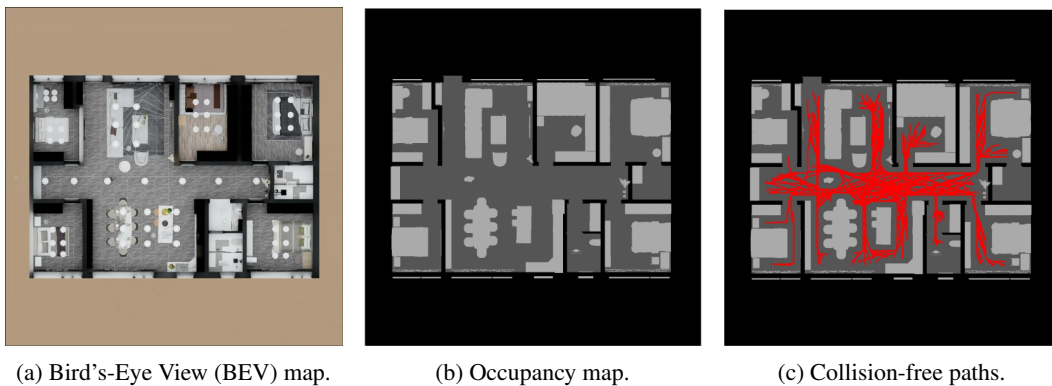 (a) Bird's-Eye View (BEV) map.
(b) Occupancy map.
(c) Collision-free paths.